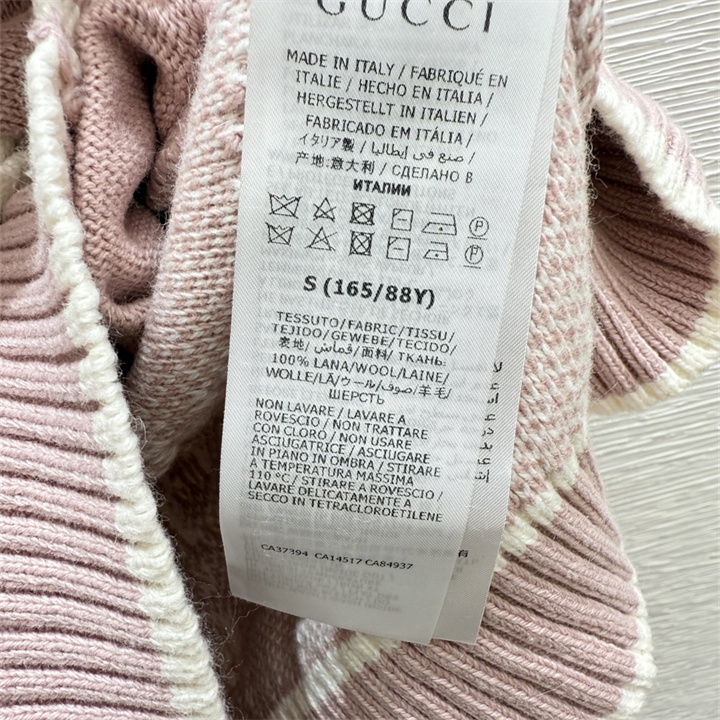 GUCCI
MADE IN ITALY / FABRIQUÉ EN
ITALIE / HECHO EN ITALIA /
HERGESTELLT IN ITALIEN /
FABRICADO EM ITÁLIA /
イタリア製 / صنع في إيطاليا /
产地:意大利 / СДЕЛАНО В
ИТАЛИИ
P
P
S (165/88Y)
TESSUTO/FABRIC/TISSU/
TEJIDO/GEWEBE/TECIDO/
表地/قماش/面料/ТКАНЬ
100% LANA/WOOL/LAINE/
WOLLE/LÃ/ウール/صوف/羊毛/
ШЕРСТЬ
NON LAVARE / LAVARE A
ROVESCIO / NON TRATTARE
CON CLORO / NON USARE
ASCIUGATRICE / ASCIUGARE
IN PIANO IN OMBRA / STIRARE
A TEMPERATURA MASSIMA
110 °C / STIRARE A ROVESCIO /
LAVARE DELICATAMENTE A
SECCO IN TETRACLOROETILENE
CA37394 CA14517 CA84937